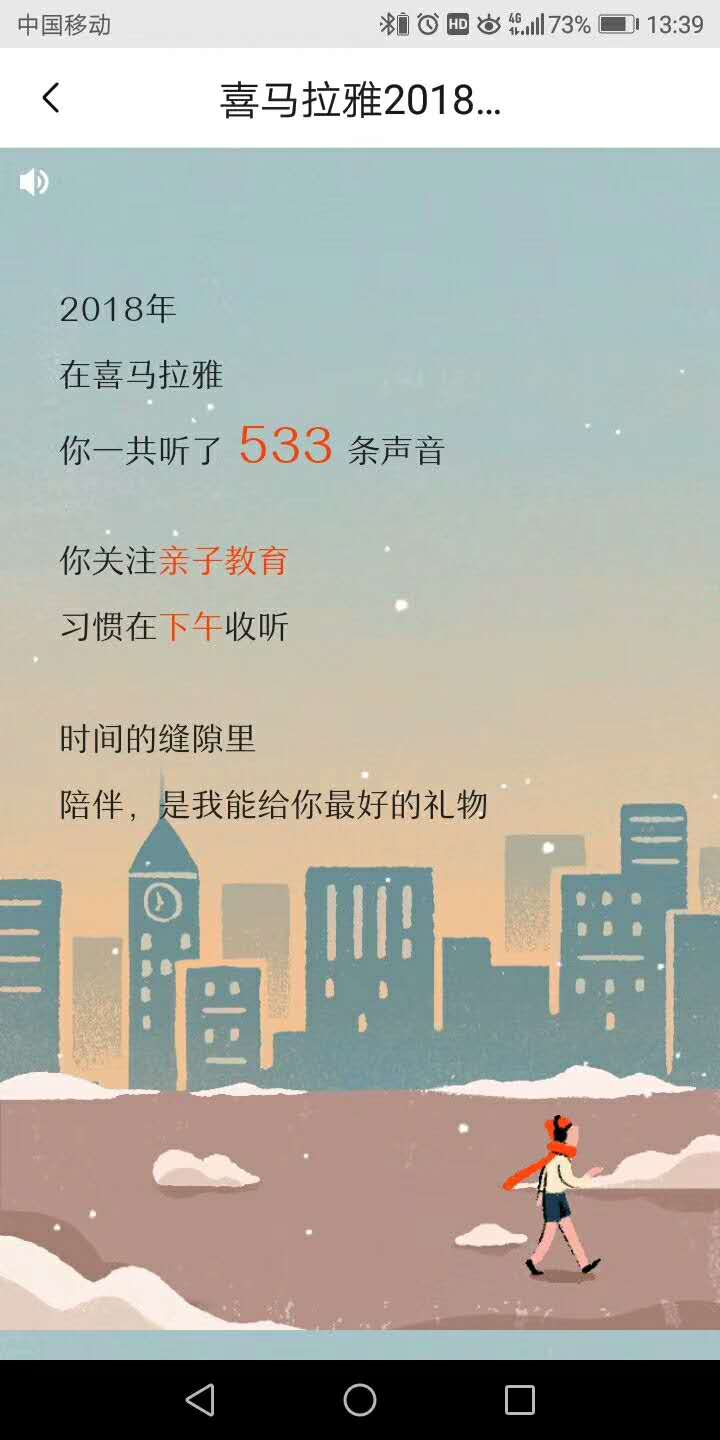 中国移动 HD 4G 73% 13:39
喜马拉雅2018...
2018年
在喜马拉雅
你一共听了 533 条声音
你关注亲子教育
习惯在下午收听
时间的缝隙里
陪伴，是我能给你最好的礼物